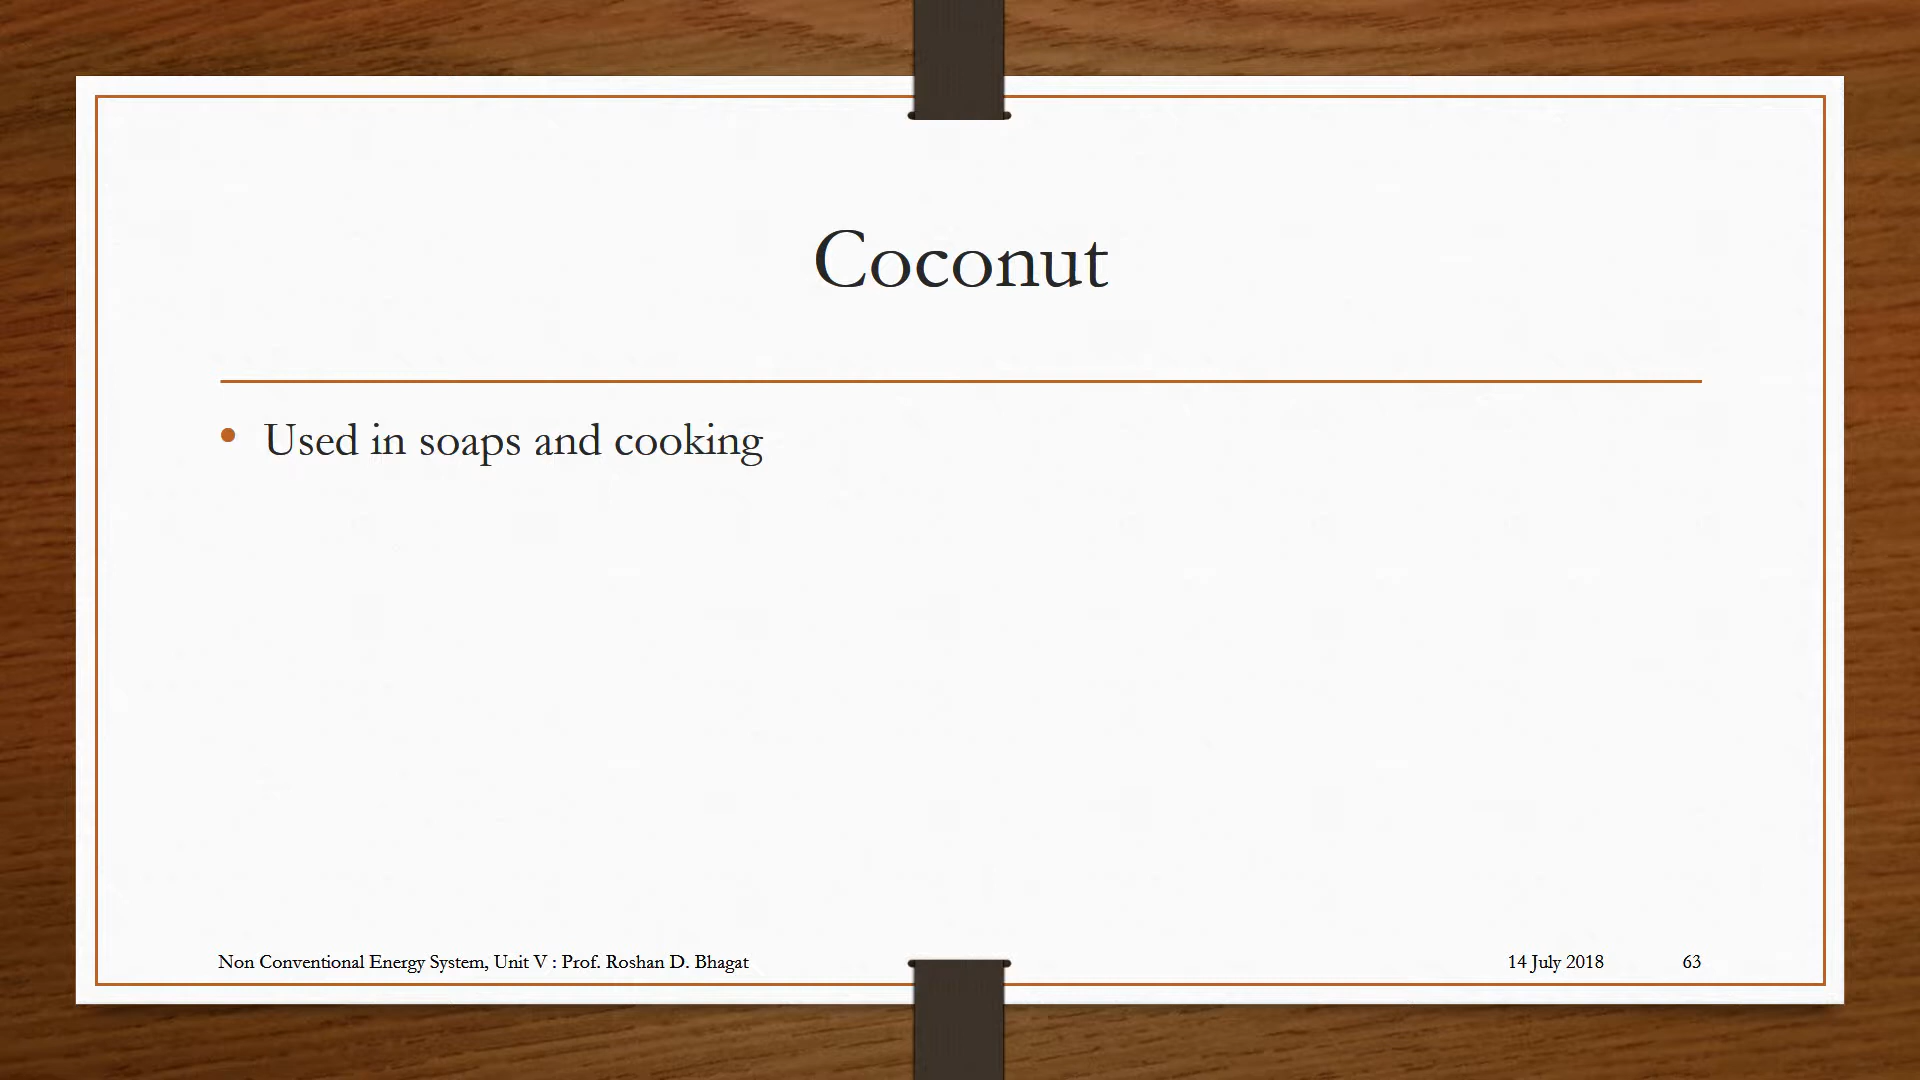 Coconut
• Used in soaps and cooking
Non Conventional Energy System, Unit V : Prof. Roshan D. Bhagat
14 July 2018
63